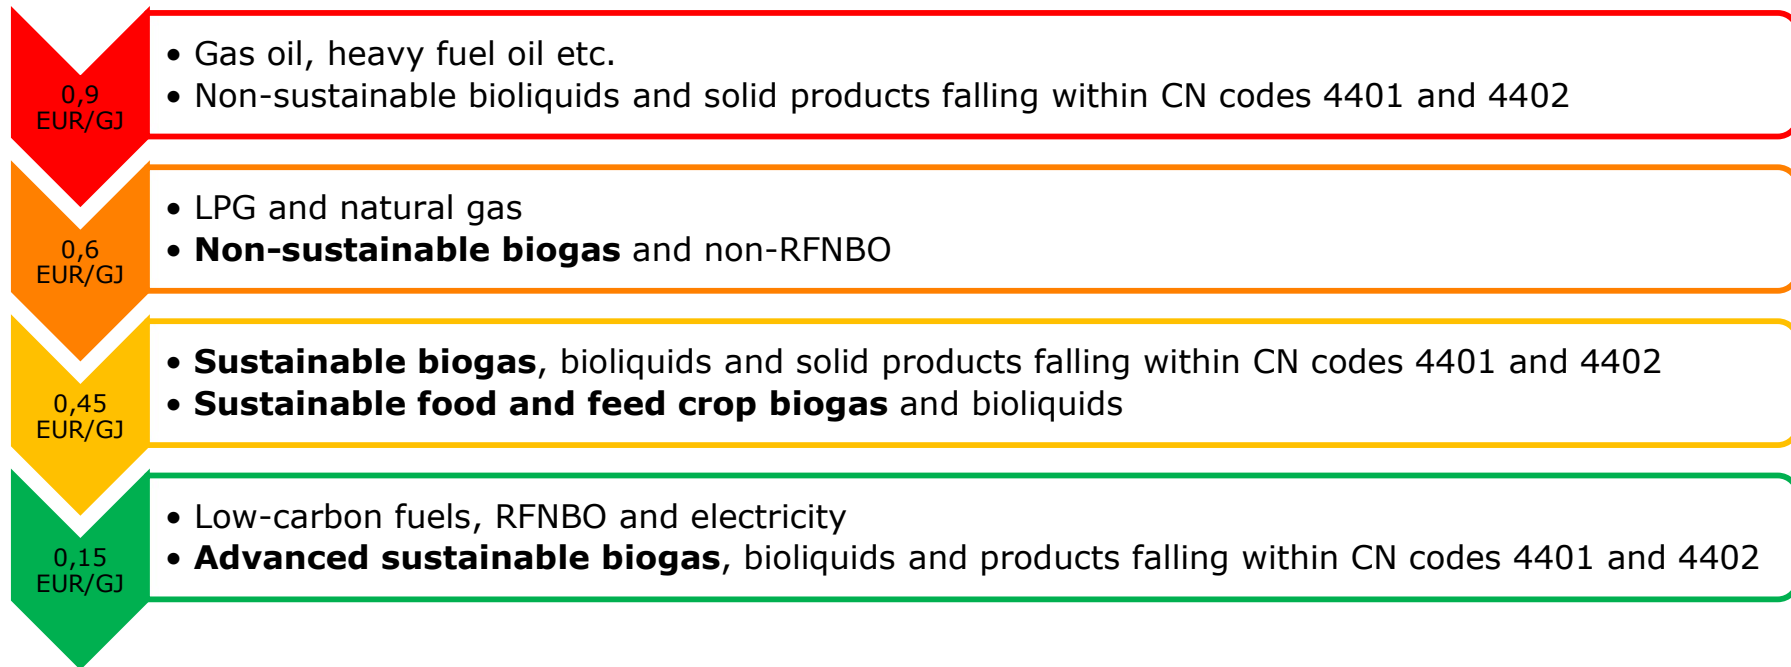 0,9
EUR/GJ
• Gas oil, heavy fuel oil etc.
• Non-sustainable bioliquids and solid products falling within CN codes 4401 and 4402
0,6
EUR/GJ
• LPG and natural gas
• Non-sustainable biogas and non-RFNBO
0,45
EUR/GJ
• Sustainable biogas, bioliquids and solid products falling within CN codes 4401 and 4402
• Sustainable food and feed crop biogas and bioliquids
0,15
EUR/GJ
• Low-carbon fuels, RFNBO and electricity
• Advanced sustainable biogas, bioliquids and products falling within CN codes 4401 and 4402